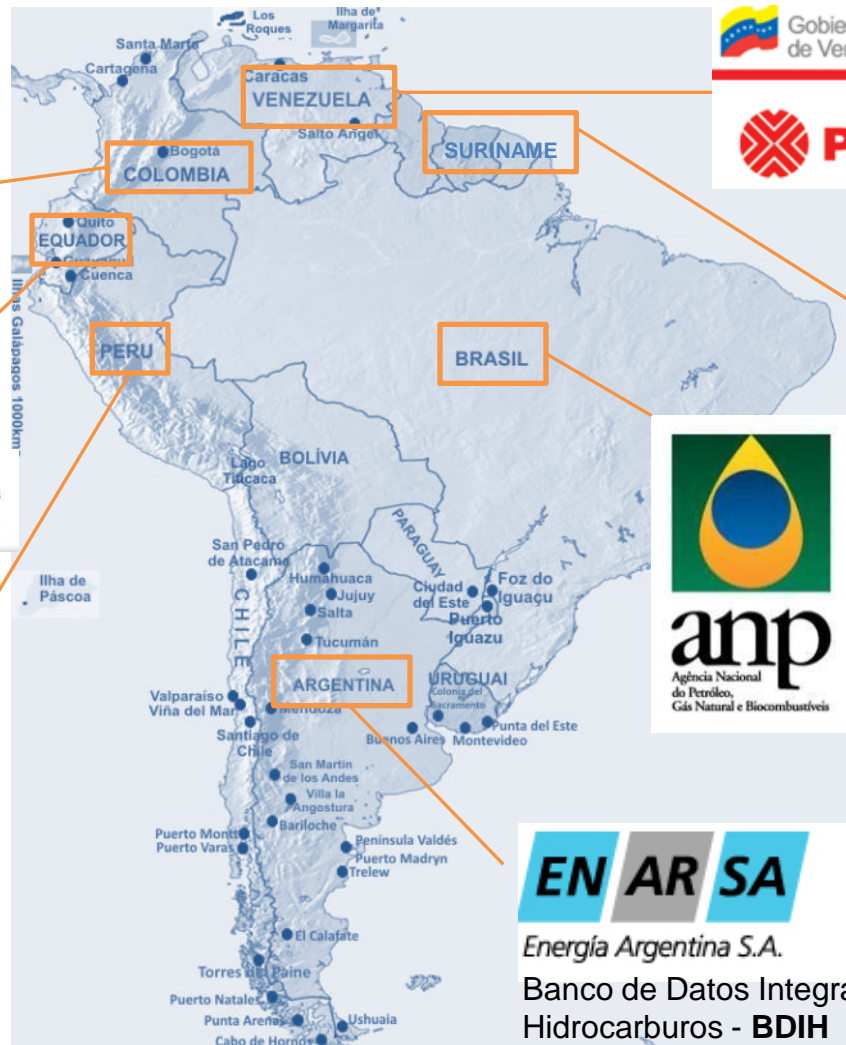 Los
Roques
Ilha de
Margarita
Santa Marta
Cartagena
Caracas
VENEZUELA
Salto Angel
Bogotá
COLOMBIA
SURINAME
Quito
EQUADOR
Guayaquil
Cuenca
Ilhas Galápagos 1000km
PERU
BRASIL
BOLÍVIA
Lago
Titicaca
PARAGUAY
San Pedro
de Atacama
Ilha de
Páscoa
CHILE
Humahuaca
Jujuy
Salta
Tucumán
Ciudad
del Este
Foz do
Iguaçu
Puerto
Iguazu
ARGENTINA
URUGUAI
Colonia del
Sacramento
Valparaíso
Viña del Mar
Mendoza
Santiago de
Chile
Buenos Aires
Montevideo
Punta del Este
San Martin
de los Andes
Villa la
Angostura
Bariloche
Puerto Montt
Puerto Varas
Península Valdés
Puerto Madryn
Trelew
El Calafate
Torres del Paine
Puerto Natales
Punta Arenas
Ushuaia
Cabo de Hornos
Gobie
de Ver
P
anp
Agência Nacional
do Petróleo,
Gás Natural e Biocombustíveis
EN AR SA
Energía Argentina S.A.
Banco de Datos Integra
Hidrocarburos - BDIH